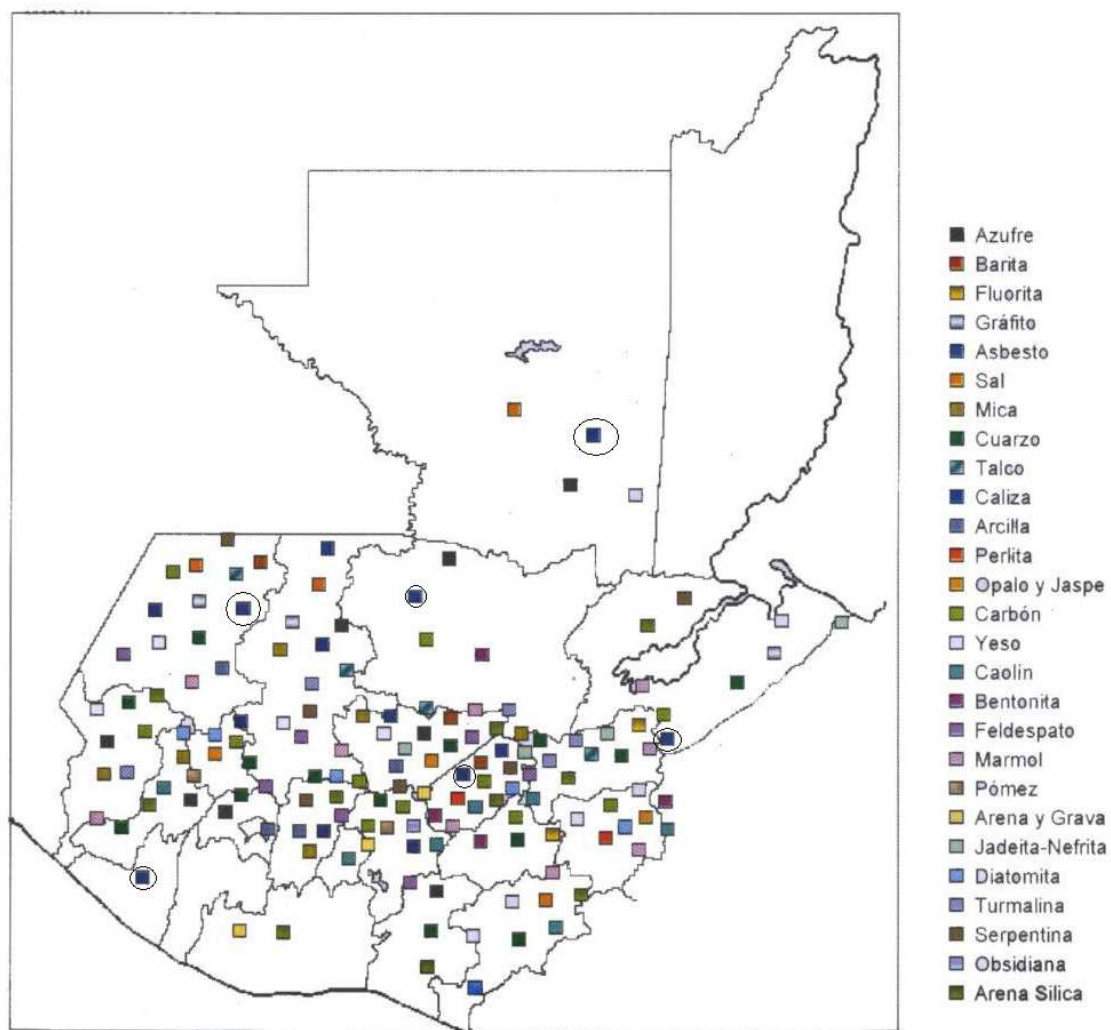 Azufre
Barita
Fluorita
Gráfito
Asbesto
Sal
Mica
Cuarzo
Talco
Caliza
Arcilla
Perlita
Opalo y Jaspe
Carbón
Yeso
Caolin
Bentonita
Feldespato
Marmol
Pómez
Arena y Grava
Jadeita-Nefrita
Diatomita
Turmalina
Serpentina
Obsidiana
Arena Silica